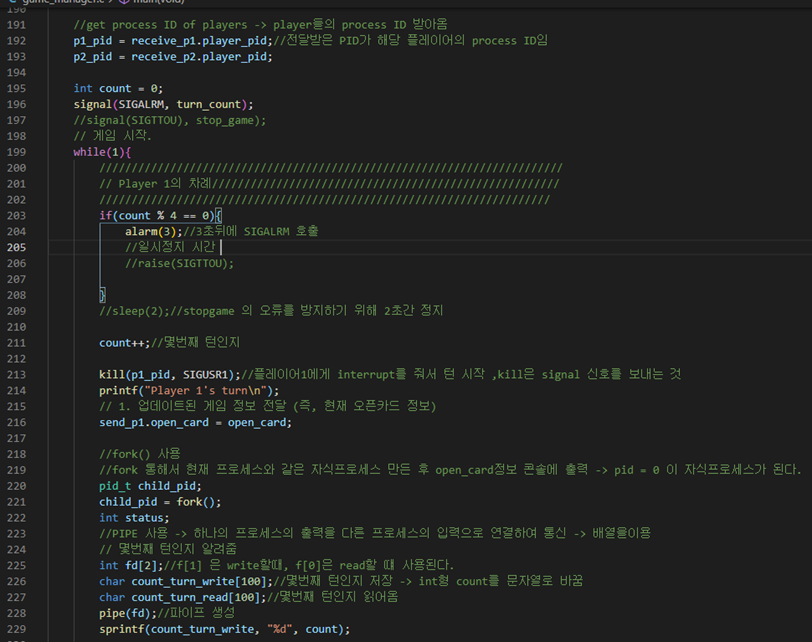 190
191 //get process ID of players -> player들의 process ID 받아옴
192 p1_pid = receive_p1.player_pid;//전달받은 PID가 해당 플레이어의 process ID임
193 p2_pid = receive_p2.player_pid;
194
195 int count = 0;
196 signal(SIGALRM, turn_count);
197 //signal(SIGTTOU), stop_game);
198 // 게임 시작.
199 while(1){
200 /////////////////////////////////////////////////////////////////////////
201 // Player 1의 차례///////////////////////////////////////////////////////
202 ///////////////////////////////////////////////////////////////////////
203 if(count % 4 == 0){
204 alarm(3);//3초뒤에 SIGALRM 호출
205 //일시정지 시간
206 //raise(SIGTTOU);
207
208 }
209 //sleep(2);//stopgame 의 오류를 방지하기 위해 2초간 정지
210
211 count++;//몇번째 턴인지
212
213 kill(p1_pid, SIGUSR1);//플레이어1에게 interrupt를 줘서 턴 시작 ,kill은 signal 신호를 보내는 것
214 printf("Player 1's turn\n");
215 // 1. 업데이트된 게임 정보 전달 (즉, 현재 오픈카드 정보)
216 send_p1.open_card = open_card;
217
218 //fork() 사용
219 //fork 통해서 현재 프로세스와 같은 자식프로세스 만든 후 open_card정보 콘솔에 출력 -> pid = 0 이 자식프로세스가 된다.
220 pid_t child_pid;
221 child_pid = fork();
222 int status;
223 //PIPE 사용 -> 하나의 프로세스의 출력을 다른 프로세스의 입력으로 연결하여 통신 -> 배열을이용
224 // 몇번째 턴인지 알려줌
225 int fd[2];//f[1] 은 write할때, f[0]은 read할 때 사용된다.
226 char count_turn_write[100];//몇번째 턴인지 저장 -> int형 count를 문자열로 바꿈
227 char count_turn_read[100];//몇번째 턴인지 읽어옴
228 pipe(fd);//파이프 생성
229 sprintf(count_turn_write, "%d", count);